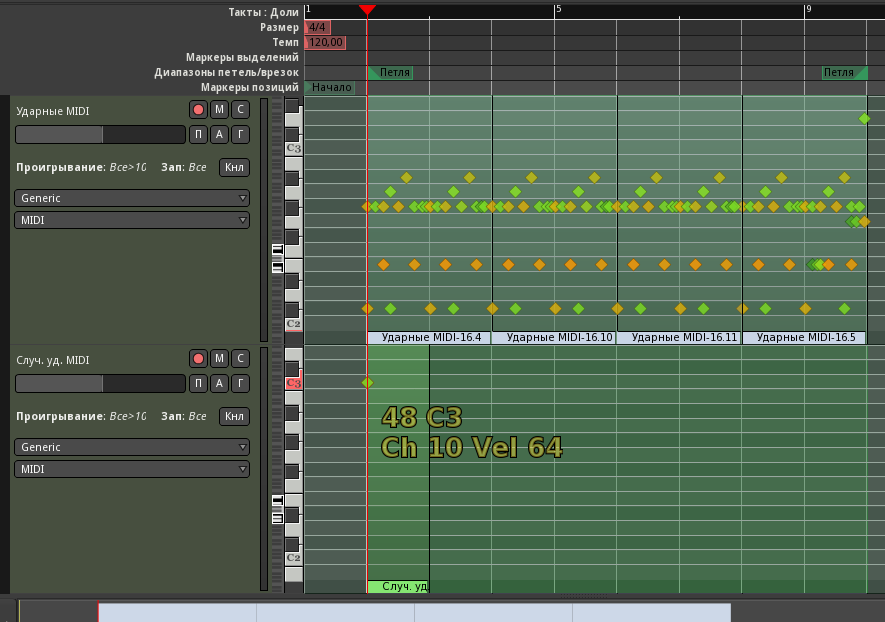 Такты : Доли 1 5 9
Размер 4/4
Темп 120,00
Маркеры выделений
Диапазоны петель/врезок Петля Петля
Маркеры позиций Начало
Ударные MIDI M С
П А Г
C3
Проигрывание: Все>10 Зап: Все Кнл
Generic
MIDI
C2
Ударные MIDI-16.4 Ударные MIDI-16.10 Ударные MIDI-16.11 Ударные MIDI-16.5
Случ. уд. MIDI M С
П А Г
C3
Проигрывание: Все>10 Зап: Все Кнл
48 C3
Ch 10 Vel 64
Generic
MIDI
C2
Случ. уд